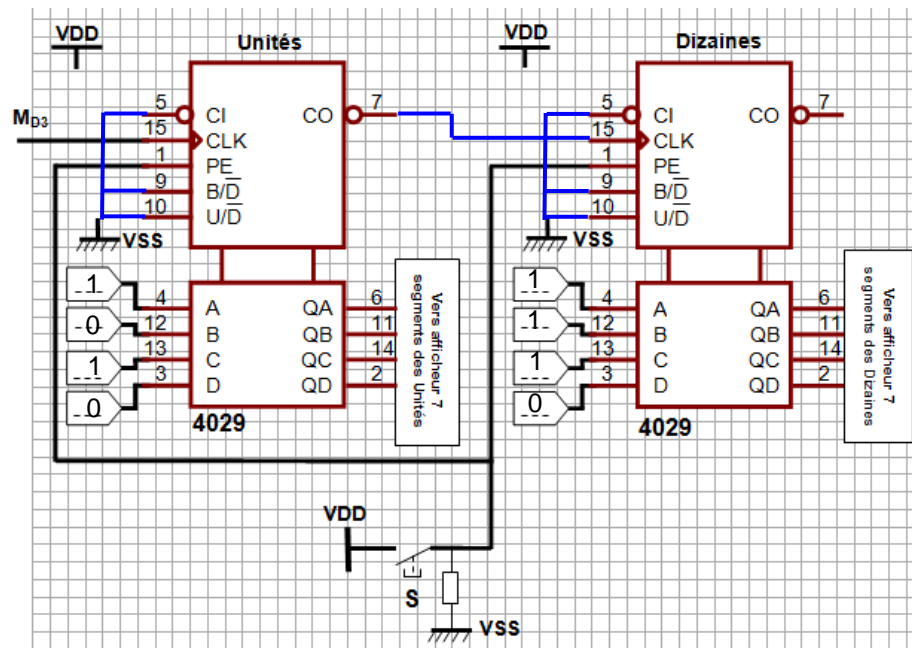 VDD
Unités
5
CI
CO
7
M_D3
15
CLK
1
PE
9
B/D̅
10
U/D̅
VSS
1
0
1
0
4
A
QA
6
12
B
QB
11
13
C
QC
14
3
D
QD
2
4029
Vers afficheur 7
segments des Unités
VDD
Dizaines
5
CI
CO
7
15
CLK
1
PE
9
B/D̅
10
U/D̅
VSS
1
1
1
0
4
A
QA
6
12
B
QB
11
13
C
QC
14
3
D
QD
2
4029
Vers afficheur 7
segments des Dizaines
VDD
S
VSS